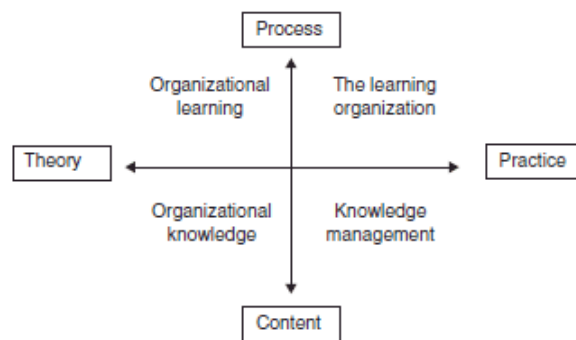 Process
Organizational
learning
The learning
organization
Theory
Practice
Organizational
knowledge
Knowledge
management
Content